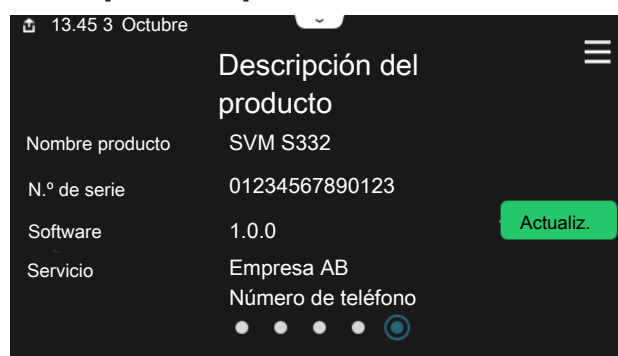 13.45 3 Octubre
Descripción del
producto
Nombre producto SVM S332
N.º de serie 01234567890123
Software 1.0.0 Actualiz.
Servicio Empresa AB
Número de teléfono